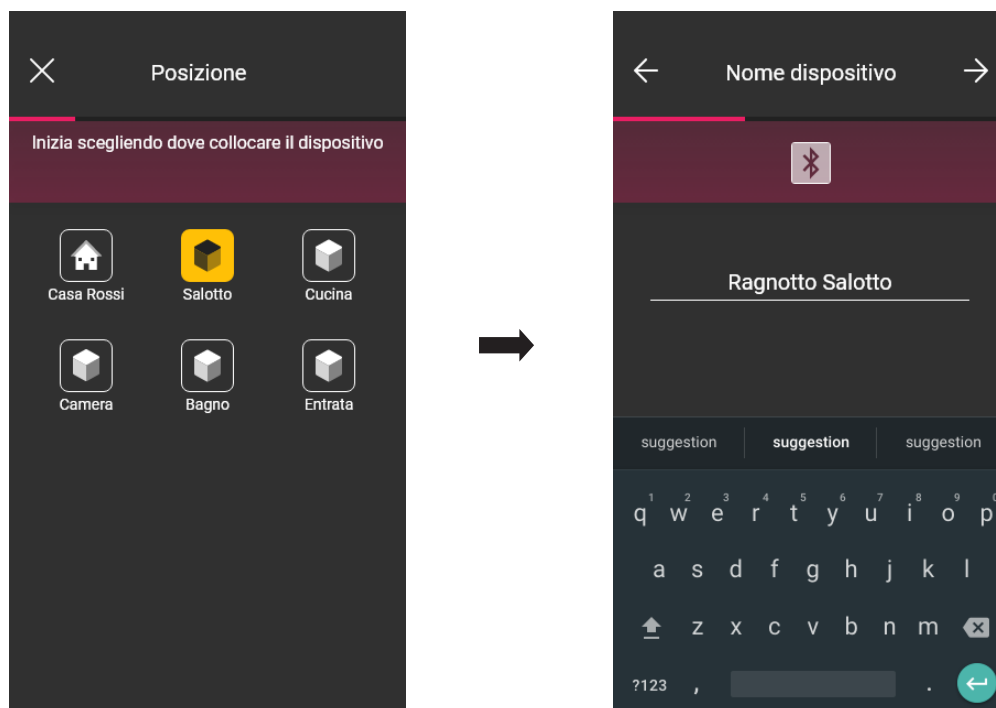 Posizione
Inizia scegliendo dove collocare il dispositivo
Casa Rossi Salotto Cucina
Camera Bagno Entrata
Nome dispositivo
Ragnotto Salotto
suggestion suggestion suggestion
1 2 3 4 5 6 7 8 9 0
q w e r t y u i o p
a s d f g h j k l
z x c v b n m
?123 , .